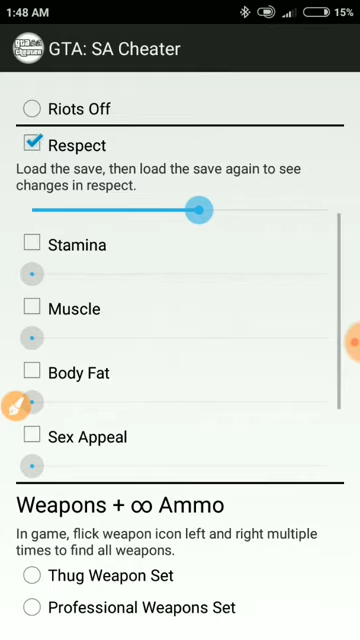 1:48 AM
15%
GTA: SA Cheater
Riots Off
Respect
Load the save, then load the save again to see
changes in respect.
Stamina
Muscle
Body Fat
Sex Appeal
Weapons + ∞ Ammo
In game, flick weapon icon left and right multiple
times to find all weapons.
Thug Weapon Set
Professional Weapons Set